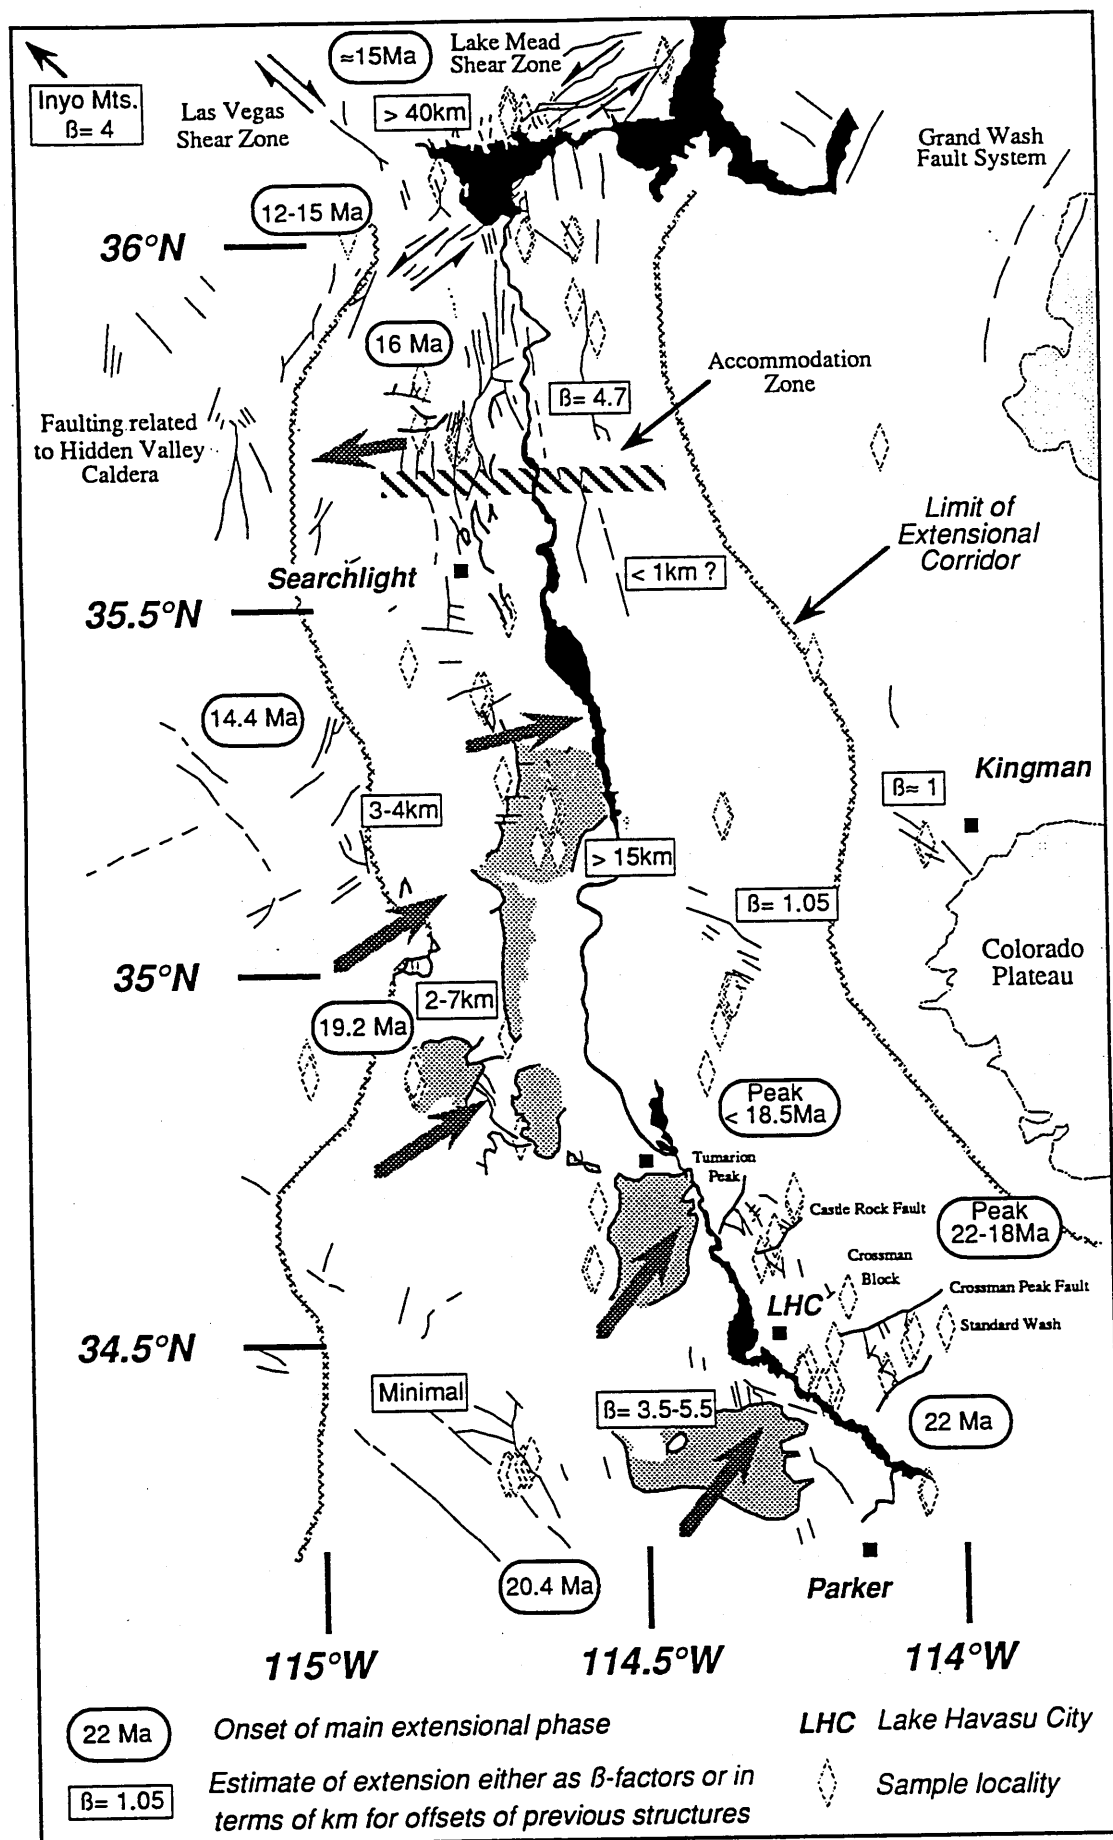 ≈15Ma
Lake Mead
Shear Zone
Inyo Mts.
ß= 4
Las Vegas
Shear Zone
> 40km
Grand Wash
Fault System
12-15 Ma
36°N
16 Ma
Accommodation
Zone
ß= 4.7
Faulting related
to Hidden Valley
Caldera
Limit of
Extensional
Corridor
Searchlight
< 1km ?
35.5°N
14.4 Ma
Kingman
ß≈ 1
3-4km
> 15km
ß= 1.05
Colorado
Plateau
35°N
2-7km
19.2 Ma
Peak
< 18.5Ma
Tumarion
Peak
Castle Rock Fault
Peak
22-18Ma
Crossman
Block
Crossman Peak Fault
LHC
Standard Wash
34.5°N
Minimal
ß= 3.5-5.5
22 Ma
20.4 Ma
Parker
115°W
114.5°W
114°W
22 Ma
Onset of main extensional phase
LHC
Lake Havasu City
ß= 1.05
Estimate of extension either as ß-factors or in
terms of km for offsets of previous structures
Sample locality